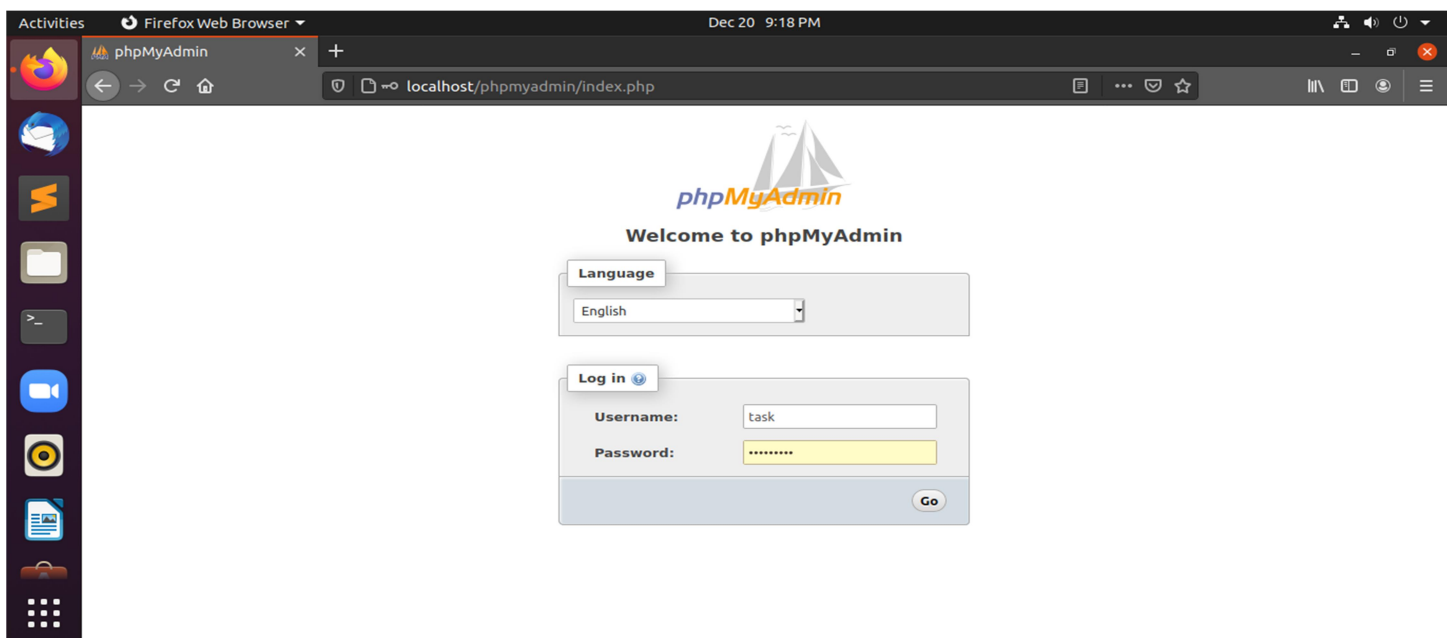 Activities Firefox Web Browser Dec 20 9:18 PM
phpMyAdmin
localhost/phpmyadmin/index.php
phpMyAdmin
Welcome to phpMyAdmin
Language
English
Log in
Username: task
Password: •••••••••
Go